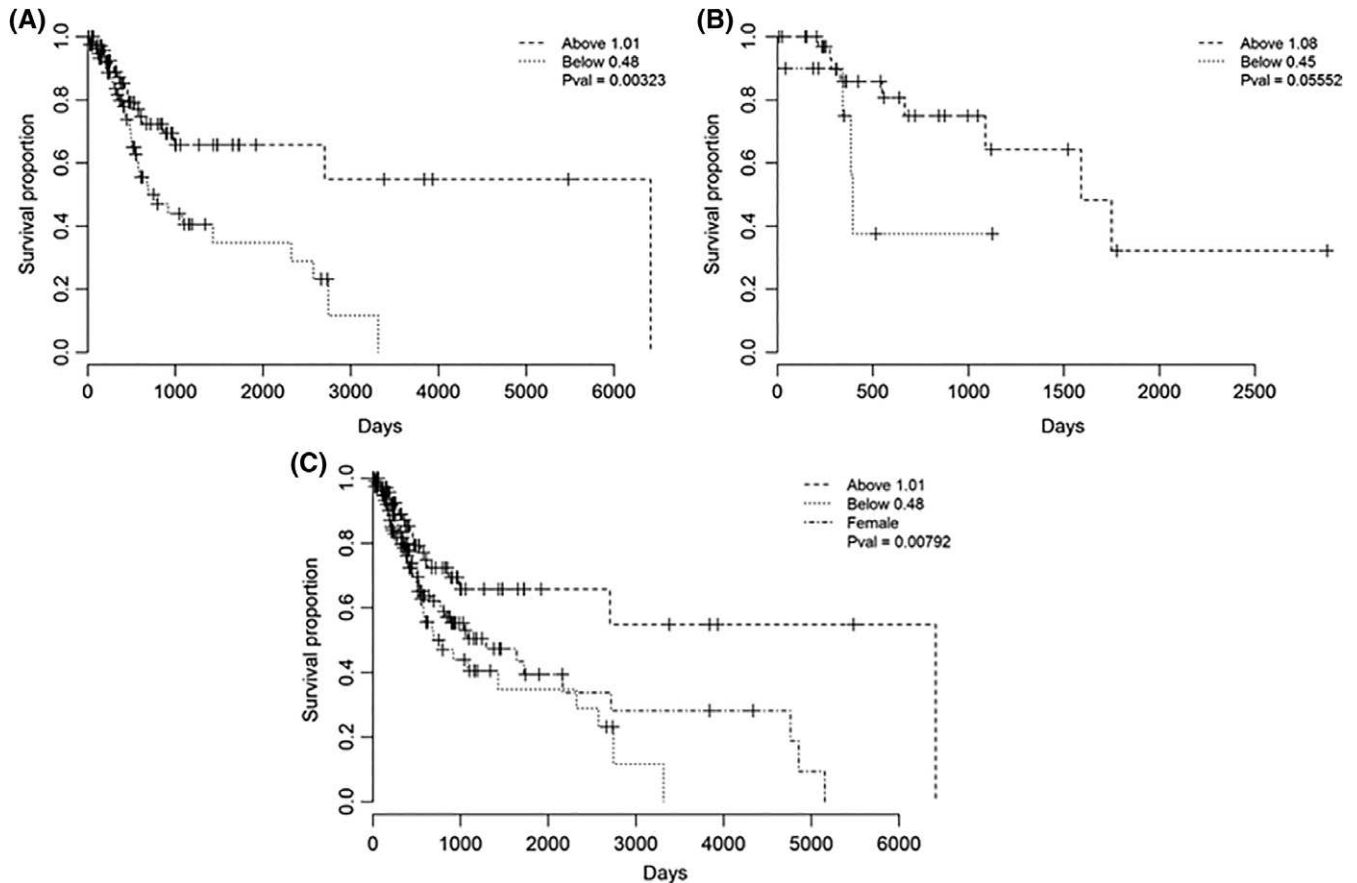 (A)
Above 1.01
Below 0.48
Pval = 0.00323
Survival proportion
1.0
0.8
0.6
0.4
0.2
0.0
0 1000 2000 3000 4000 5000 6000
Days
(B)
Above 1.08
Below 0.45
Pval = 0.05552
Survival proportion
1.0
0.8
0.6
0.4
0.2
0.0
0 500 1000 1500 2000 2500
Days
(C)
Above 1.01
Below 0.48
Female
Pval = 0.00792
Survival proportion
1.0
0.8
0.6
0.4
0.2
0.0
0 1000 2000 3000 4000 5000 6000
Days